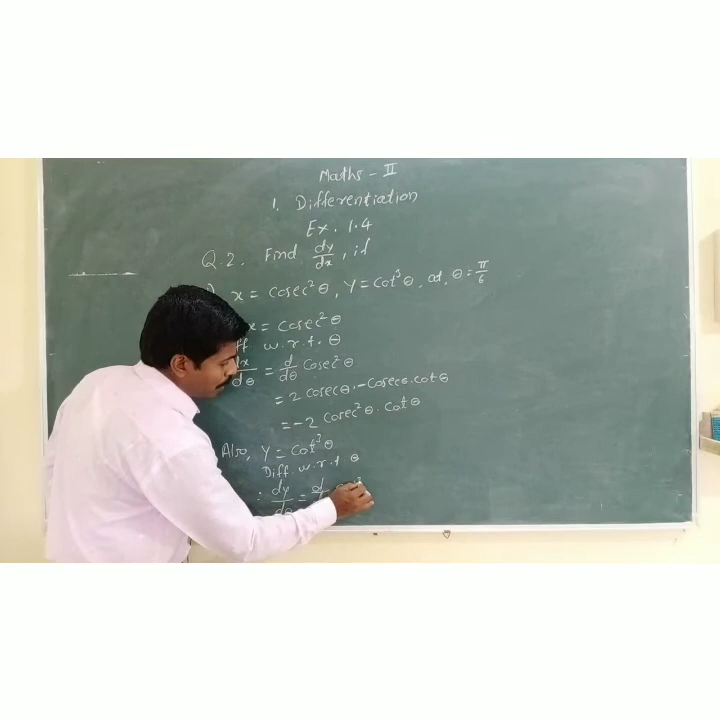 Maths - II
1. Differentiation
Ex. 1.4
Q.2. Find dy/dx, if
x = cosec²θ, y = cot³θ, at, θ = π/6
x = cosec²θ
w.r.t. θ
dθ = d/dθ cosec²θ
= 2 cosecθ · -cosecθ. cotθ
= -2 cosec²θ. cotθ
Also, y = cot³θ
Diff. w.r.t. θ
∴ dy/dθ = d